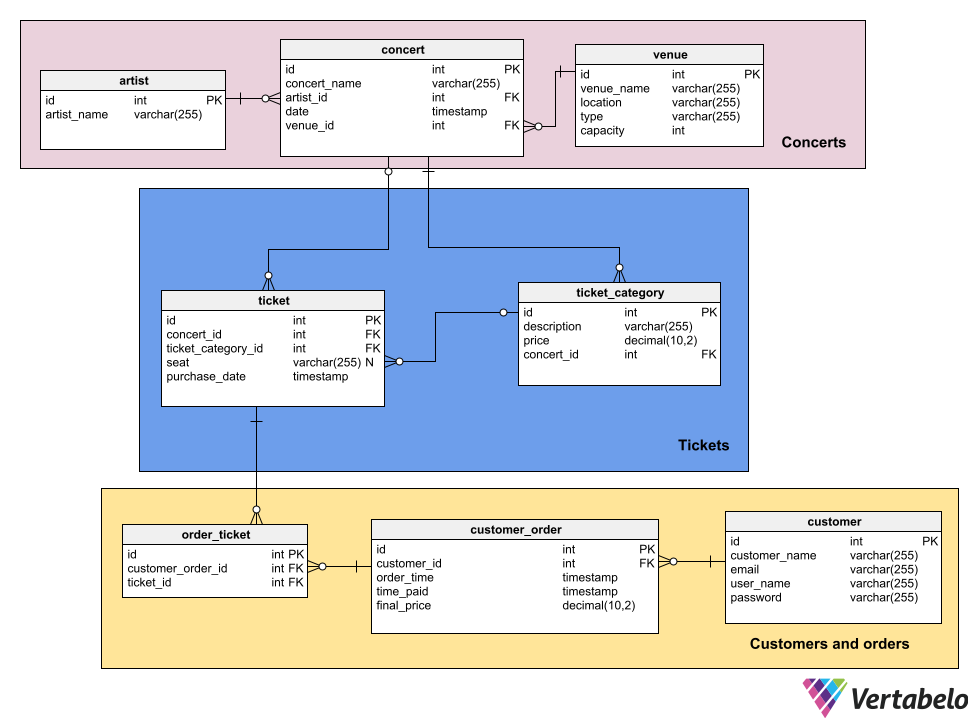 concert
id int PK
concert_name varchar(255)
artist_id int FK
date timestamp
venue_id int FK
venue
id int PK
venue_name varchar(255)
location varchar(255)
type varchar(255)
capacity int
artist
id int PK
artist_name varchar(255)
Concerts
ticket
id int PK
concert_id int FK
ticket_category_id int FK
seat varchar(255) N
purchase_date timestamp
ticket_category
id int PK
description varchar(255)
price decimal(10,2)
concert_id int FK
Tickets
order_ticket
id int PK
customer_order_id int FK
ticket_id int FK
customer_order
id int PK
customer_id int FK
order_time timestamp
time_paid timestamp
final_price decimal(10,2)
customer
id int PK
customer_name varchar(255)
email varchar(255)
user_name varchar(255)
password varchar(255)
Customers and orders
Vertabelo